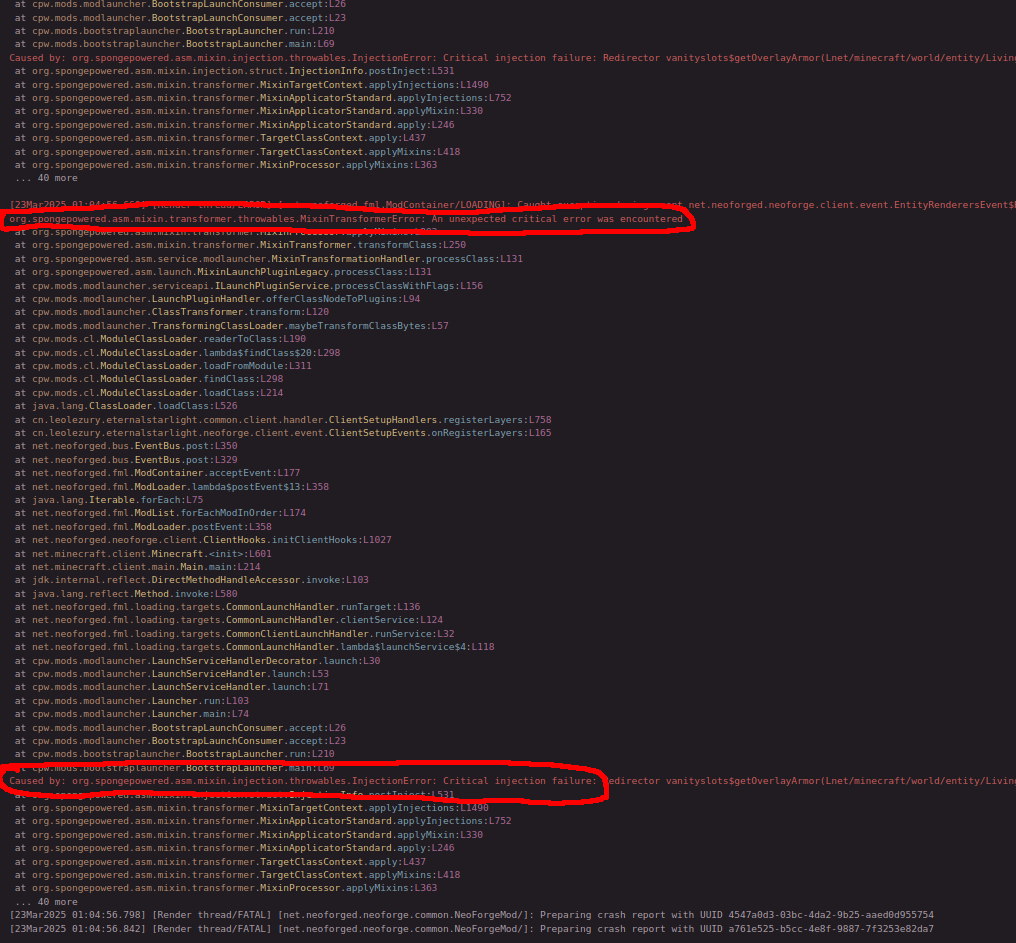 at cpw.mods.modlauncher.BootstrapLaunchConsumer.accept:L26
at cpw.mods.modlauncher.BootstrapLaunchConsumer.accept:L23
at cpw.mods.bootstraplauncher.BootstrapLauncher.run:L210
at cpw.mods.bootstraplauncher.BootstrapLauncher.main:L69
Caused by: org.spongepowered.asm.mixin.injection.throwables.InjectionError: Critical injection failure: Redirector vanityslots$getOverlayArmor(Lnet/minecraft/world/entity/Living
at org.spongepowered.asm.mixin.injection.struct.InjectionInfo.postInject:L531
at org.spongepowered.asm.mixin.transformer.MixinTargetContext.applyInjections:L1490
at org.spongepowered.asm.mixin.transformer.MixinApplicatorStandard.applyInjections:L752
at org.spongepowered.asm.mixin.transformer.MixinApplicatorStandard.applyMixin:L330
at org.spongepowered.asm.mixin.transformer.MixinApplicatorStandard.apply:L246
at org.spongepowered.asm.mixin.transformer.TargetClassContext.apply:L437
at org.spongepowered.asm.mixin.transformer.TargetClassContext.applyMixins:L418
at org.spongepowered.asm.mixin.transformer.MixinProcessor.applyMixins:L363
... 40 more
[23Mar2025 net.neoforged.neoforge.client.event.EntityRenderersEvent$
org.spongepowered.asm.mixin.transformer.throwables.MixinTransformerError: An unexpected critical error was encountered
at
at org.spongepowered.asm.mixin.transformer.MixinTransformer.transformClass:L250
at org.spongepowered.asm.service.modlauncher.MixinTransformationHandler.processClass:L131
at org.spongepowered.asm.launch.MixinLaunchPluginLegacy.processClass:L131
at cpw.mods.modlauncher.serviceapi.ILaunchPluginService.processClassWithFlags:L156
at cpw.mods.modlauncher.LaunchPluginHandler.offerClassNodeToPlugins:L94
at cpw.mods.modlauncher.ClassTransformer.transform:L120
at cpw.mods.modlauncher.TransformingClassLoader.maybeTransformClassBytes:L57
at cpw.mods.cl.ModuleClassLoader.readerToClass:L190
at cpw.mods.cl.ModuleClassLoader.lambda$findClass$20:L298
at cpw.mods.cl.ModuleClassLoader.loadFromModule:L311
at cpw.mods.cl.ModuleClassLoader.findClass:L298
at cpw.mods.cl.ModuleClassLoader.loadClass:L214
at java.lang.ClassLoader.loadClass:L526
at cn.leolezury.eternalstarlight.common.client.handler.ClientSetupHandlers.registerLayers:L758
at cn.leolezury.eternalstarlight.neoforge.client.event.ClientSetupEvents.onRegisterLayers:L165
at net.neoforged.bus.EventBus.post:L350
at net.neoforged.bus.EventBus.post:L329
at net.neoforged.fml.ModContainer.acceptEvent:L177
at net.neoforged.fml.ModLoader.lambda$postEvent$13:L358
at java.lang.Iterable.forEach:L75
at net.neoforged.fml.ModList.forEachModInOrder:L174
at net.neoforged.fml.ModLoader.postEvent:L358
at net.neoforged.neoforge.client.ClientHooks.initClientHooks:L1027
at net.minecraft.client.Minecraft.<init>:L601
at net.minecraft.client.main.Main.main:L214
at jdk.internal.reflect.DirectMethodHandleAccessor.invoke:L103
at java.lang.reflect.Method.invoke:L580
at net.neoforged.fml.loading.targets.CommonLaunchHandler.runTarget:L136
at net.neoforged.fml.loading.targets.CommonLaunchHandler.clientService:L124
at net.neoforged.fml.loading.targets.CommonClientLaunchHandler.runService:L32
at net.neoforged.fml.loading.targets.CommonLaunchHandler.lambda$launchService$4:L118
at cpw.mods.modlauncher.LaunchServiceHandlerDecorator.launch:L30
at cpw.mods.modlauncher.LaunchServiceHandler.launch:L53
at cpw.mods.modlauncher.LaunchServiceHandler.launch:L71
at cpw.mods.modlauncher.Launcher.run:L103
at cpw.mods.modlauncher.Launcher.main:L74
at cpw.mods.modlauncher.BootstrapLaunchConsumer.accept:L26
at cpw.mods.modlauncher.BootstrapLaunchConsumer.accept:L23
at cpw.mods.bootstraplauncher.BootstrapLauncher.run:L210
at cpw.mods.bootstraplauncher.BootstrapLauncher.main:L69
Caused by: org.spongepowered.asm.mixin.injection.throwables.InjectionError: Critical injection failure: Redirector vanityslots$getOverlayArmor(Lnet/minecraft/world/entity/Living
at org.spongepowered.asm.mixin.injection.struct.InjectionInfo.postInject:L531
at org.spongepowered.asm.mixin.transformer.MixinTargetContext.applyInjections:L1490
at org.spongepowered.asm.mixin.transformer.MixinApplicatorStandard.applyInjections:L752
at org.spongepowered.asm.mixin.transformer.MixinApplicatorStandard.applyMixin:L330
at org.spongepowered.asm.mixin.transformer.MixinApplicatorStandard.apply:L246
at org.spongepowered.asm.mixin.transformer.TargetClassContext.apply:L437
at org.spongepowered.asm.mixin.transformer.TargetClassContext.applyMixins:L418
at org.spongepowered.asm.mixin.transformer.MixinProcessor.applyMixins:L363
... 40 more
[23Mar2025 01:04:56.798] [Render thread/FATAL] [net.neoforged.neoforge.common.NeoForgeMod/]: Preparing crash report with UUID 4547a0d3-03bc-4da2-9b25-aaed0d955754
[23Mar2025 01:04:56.842] [Render thread/FATAL] [net.neoforged.neoforge.common.NeoForgeMod/]: Preparing crash report with UUID a761e525-b5cc-4e8f-9887-7f3253e82da7